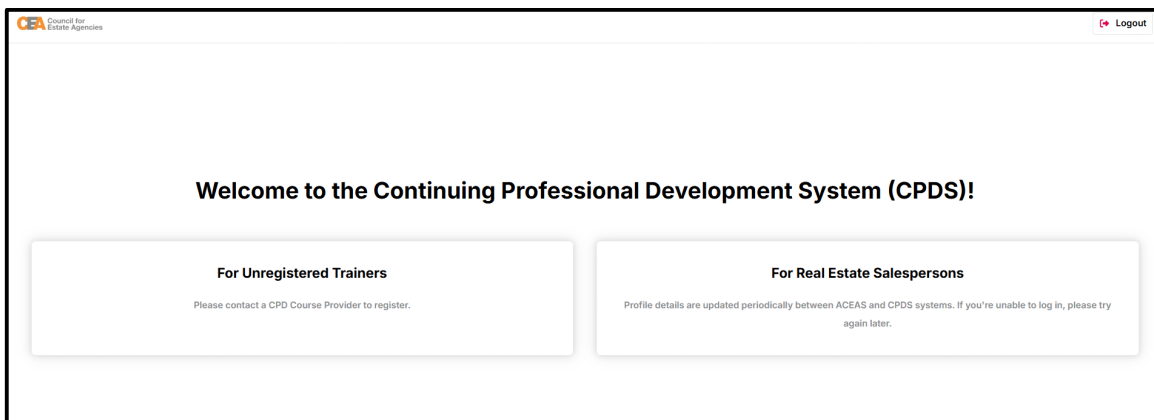 CEA Council for
Estate Agencies
Logout
Welcome to the Continuing Professional Development System (CPDS)!
For Unregistered Trainers
Please contact a CPD Course Provider to register.
For Real Estate Salespersons
Profile details are updated periodically between ACEAS and CPDS systems. If you're unable to log in, please try
again later.